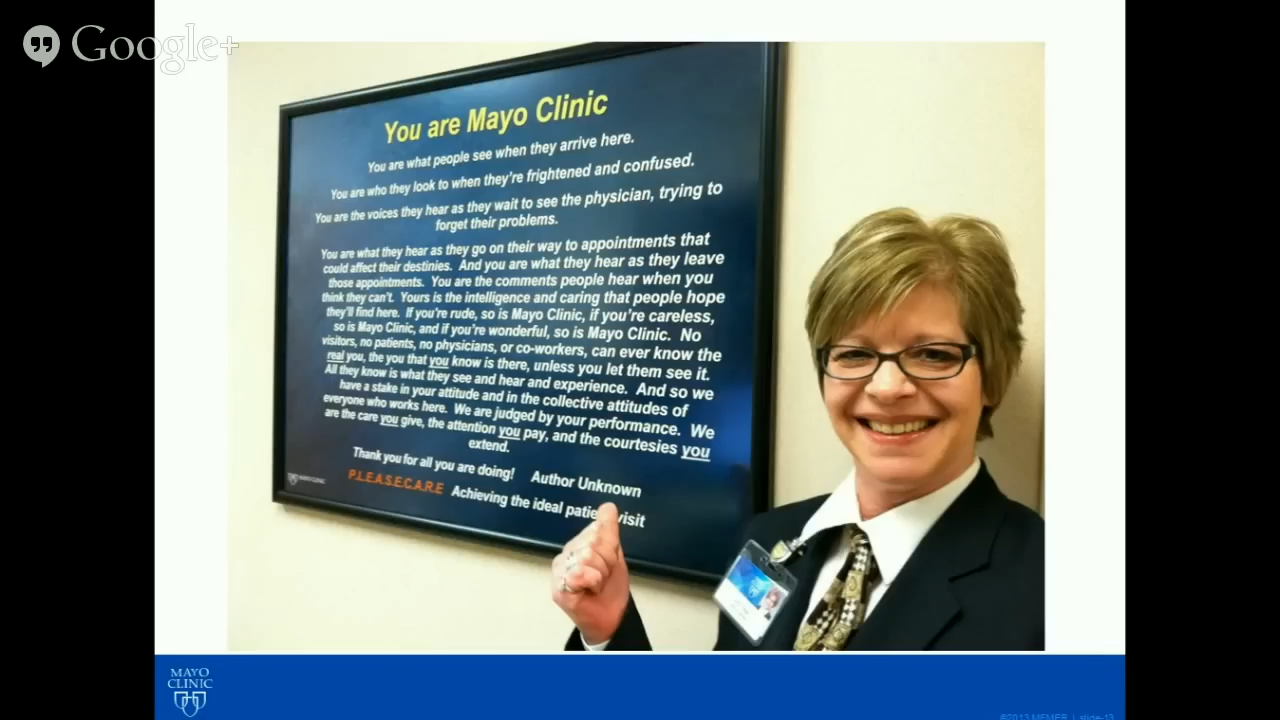 Google+
You are Mayo Clinic
You are what people see when they arrive here.
You are who they look to when they're frightened and confused.
You are the voices they hear as they wait to see the physician, trying to
forget their problems.
You are what they hear as they go on their way to appointments that
could affect their destinies. And you are what they hear as they leave
those appointments. You are the comments people hear when you
think they can't. Yours is the intelligence and caring that people hope
they'll find here. If you're rude, so is Mayo Clinic, if you're careless,
so is Mayo Clinic, and if you're wonderful, so is Mayo Clinic. No
visitors, no patients, no physicians, or co-workers, can ever know the
real you, the you that you know is there, unless you let them see it.
All they know is what they see and hear and experience. And so we
have a stake in your attitude and in the collective attitudes of
everyone who works here. We are judged by your performance. We
are the care you give, the attention you pay, and the courtesies you
extend.
Thank you for all you are doing! Author Unknown
P.L.E.A.S.E.C.A.R.E Achieving the ideal visit
MAYO
CLINIC
©2013 MFMER | slide-13